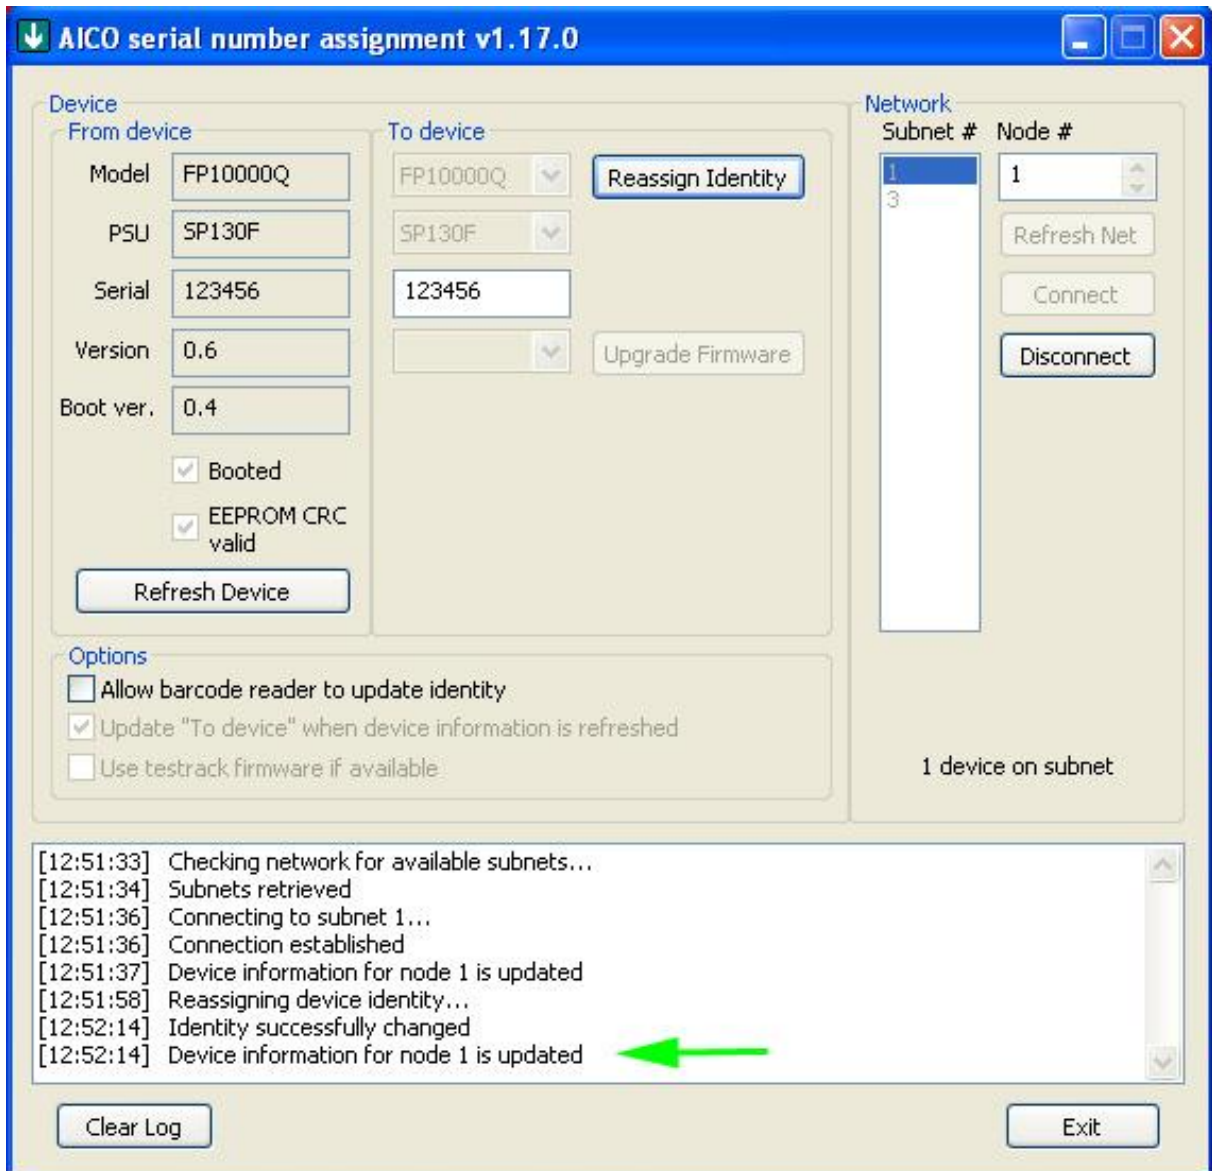 AICO serial number assignment v1.17.0
Device
From device
Model FP10000Q
PSU SP130F
Serial 123456
Version 0.6
Boot ver. 0.4
Booted
EEPROM CRC
valid
Refresh Device
To device
FP10000Q Reassign Identity
SP130F
123456
Upgrade Firmware
Options
Allow barcode reader to update identity
Update "To device" when device information is refreshed
Use testrack firmware if available
Network
Subnet # Node #
1 1
3
Refresh Net
Connect
Disconnect
1 device on subnet
[12:51:33] Checking network for available subnets...
[12:51:34] Subnets retrieved
[12:51:36] Connecting to subnet 1...
[12:51:36] Connection established
[12:51:37] Device information for node 1 is updated
[12:51:58] Reassigning device identity...
[12:52:14] Identity successfully changed
[12:52:14] Device information for node 1 is updated
Clear Log Exit